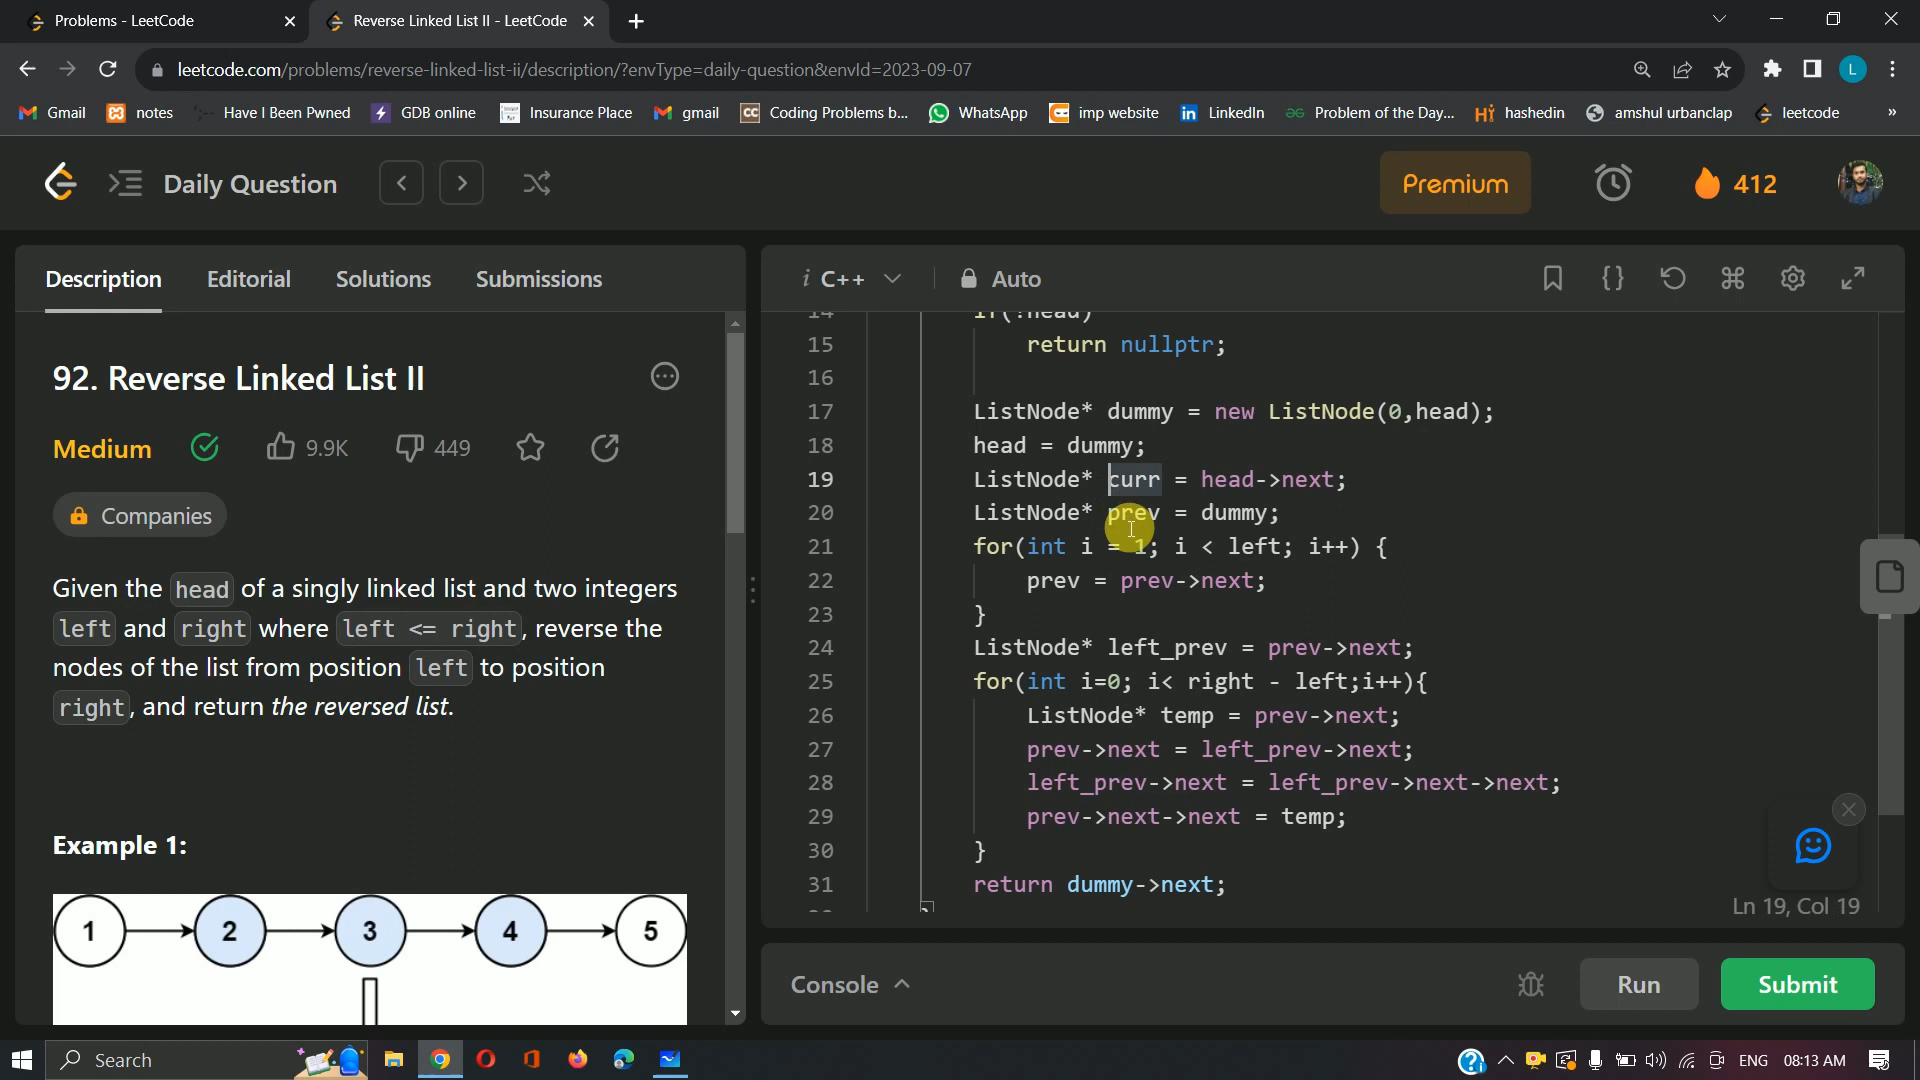 Problems - LeetCode
Reverse Linked List II - LeetCode
leetcode.com/problems/reverse-linked-list-ii/description/?envType=daily-question&envId=2023-09-07
L
Gmail
notes
Have I Been Pwned
GDB online
Insurance Place
gmail
CC Coding Problems b...
WhatsApp
imp website
LinkedIn
Problem of the Day...
hashedin
amshul urbanclap
leetcode
»
Daily Question
Premium
412
Description
Editorial
Solutions
Submissions
92. Reverse Linked List II
Medium
9.9K
449
Companies
Given the head of a singly linked list and two integers
left and right where left <= right, reverse the
nodes of the list from position left to position
right, and return the reversed list.
Example 1:
1
2
3
4
5
i C++
Auto
14 if(!head)
15 return nullptr;
16
17 ListNode* dummy = new ListNode(0,head);
18 head = dummy;
19 ListNode* curr = head->next;
20 ListNode* prev = dummy;
21 for(int i = 1; i < left; i++) {
22 prev = prev->next;
23 }
24 ListNode* left_prev = prev->next;
25 for(int i=0; i< right - left;i++){
26 ListNode* temp = prev->next;
27 prev->next = left_prev->next;
28 left_prev->next = left_prev->next->next;
29 prev->next->next = temp;
30 }
31 return dummy->next;
Ln 19, Col 19
Console
Run
Submit
Search
ENG
08:13 AM